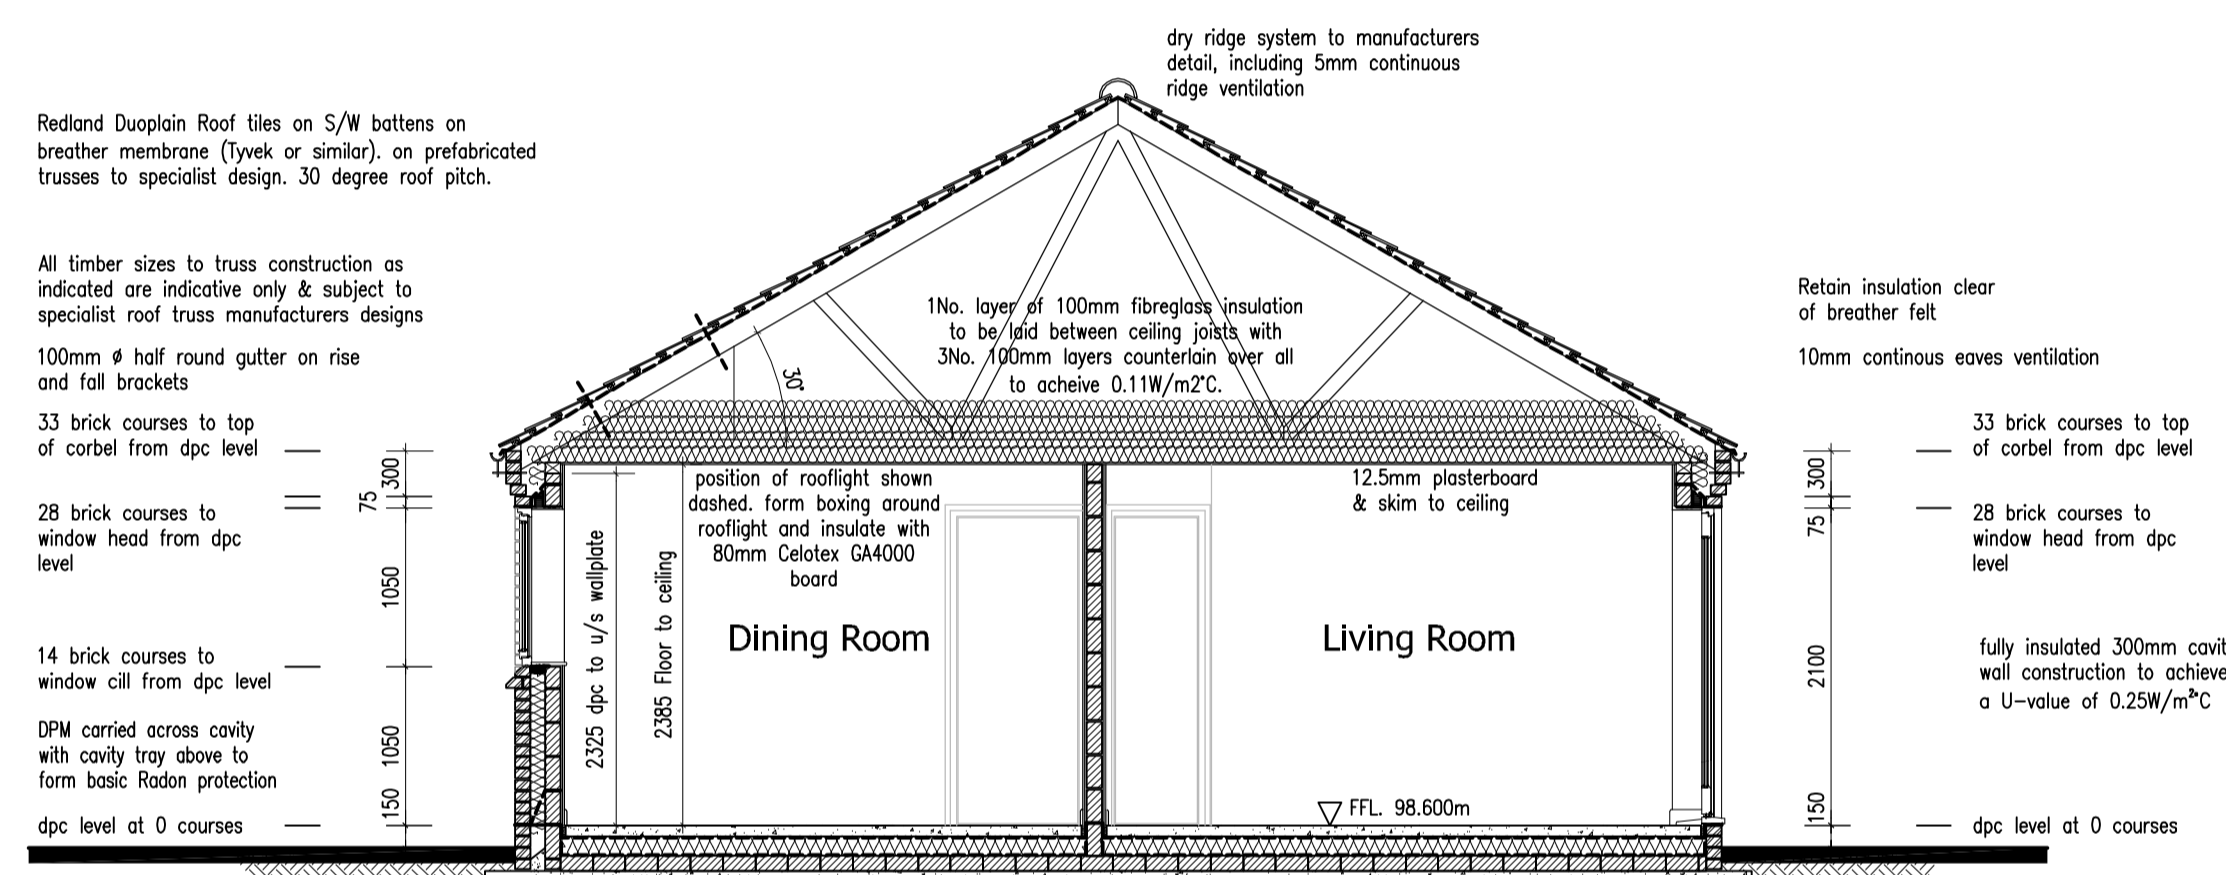 dry ridge system to manufacturers
detail, including 5mm continuous
ridge ventilation
Redland Duoplain Roof tiles on S/W battens on
breather membrane (Tyvek or similar). on prefabricated
trusses to specialist design. 30 degree roof pitch.
All timber sizes to truss construction as
indicated are indicative only & subject to
specialist roof truss manufacturers designs
100mm ø half round gutter on rise
and fall brackets
33 brick courses to top
of corbel from dpc level
28 brick courses to
window head from dpc
level
14 brick courses to
window cill from dpc level
DPM carried across cavity
with cavity tray above to
form basic Radon protection
dpc level at 0 courses
300
75
1050
1050
150
30°
1No. layer of 100mm fibreglass insulation
to be laid between ceiling joists with
3No. 100mm layers counterlain over all
to acheive 0.11W/m2°C.
position of rooflight shown
dashed. form boxing around
rooflight and insulate with
80mm Celotex GA4000
board
12.5mm plasterboard
& skim to ceiling
2325 dpc to u/s wallplate
2385 Floor to ceiling
Dining Room
Living Room
FFL. 98.600m
Retain insulation clear
of breather felt
10mm continous eaves ventilation
300
75
2100
150
33 brick courses to top
of corbel from dpc level
28 brick courses to
window head from dpc
level
fully insulated 300mm cavit
wall construction to achieve
a U-value of 0.25W/m²°C
dpc level at 0 courses